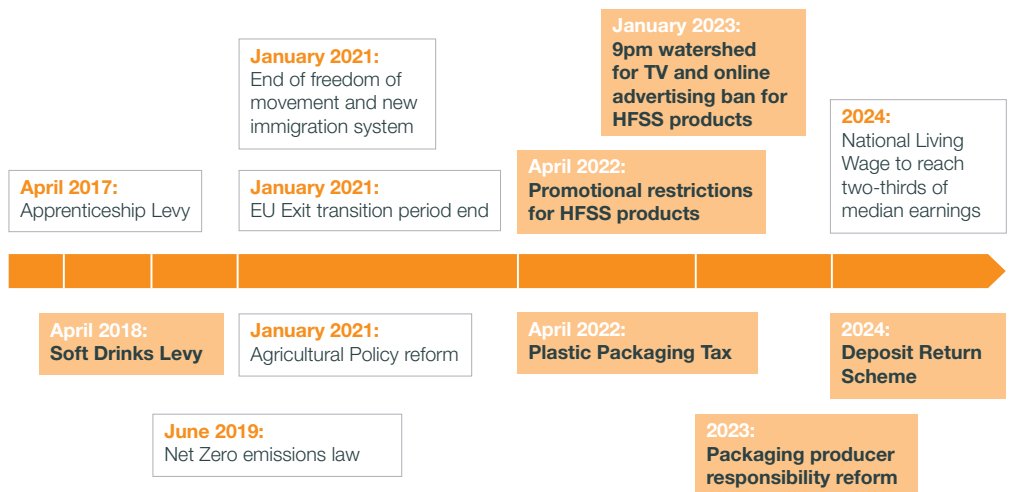 January 2023:
9pm watershed
for TV and online
advertising ban for
HFSS products
January 2021:
End of freedom of
movement and new
immigration system
2024:
National Living
Wage to reach
two-thirds of
median earnings
April 2017:
Apprenticeship Levy
January 2021:
EU Exit transition period end
April 2022:
Promotional restrictions
for HFSS products
April 2018:
Soft Drinks Levy
January 2021:
Agricultural Policy reform
April 2022:
Plastic Packaging Tax
2024:
Deposit Return
Scheme
June 2019:
Net Zero emissions law
2023:
Packaging producer
responsibility reform